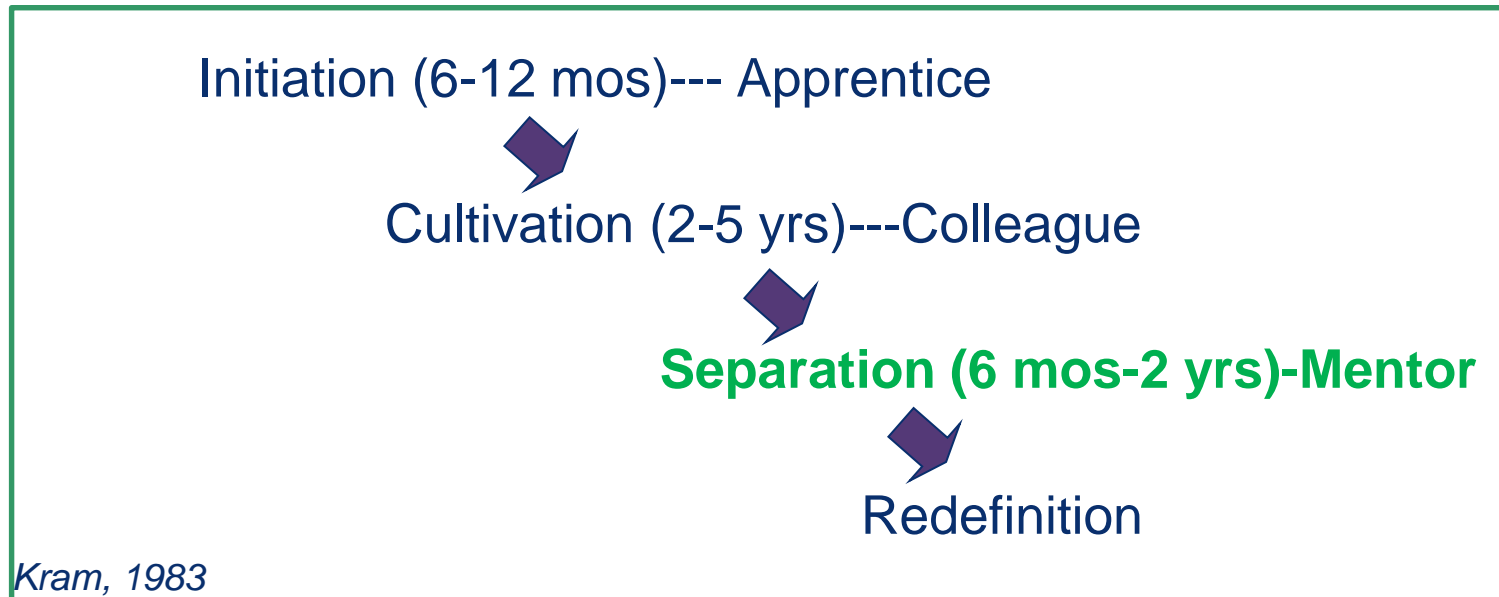 Initiation (6-12 mos)--- Apprentice
Cultivation (2-5 yrs)---Colleague
Separation (6 mos-2 yrs)-Mentor
Redefinition
Kram, 1983